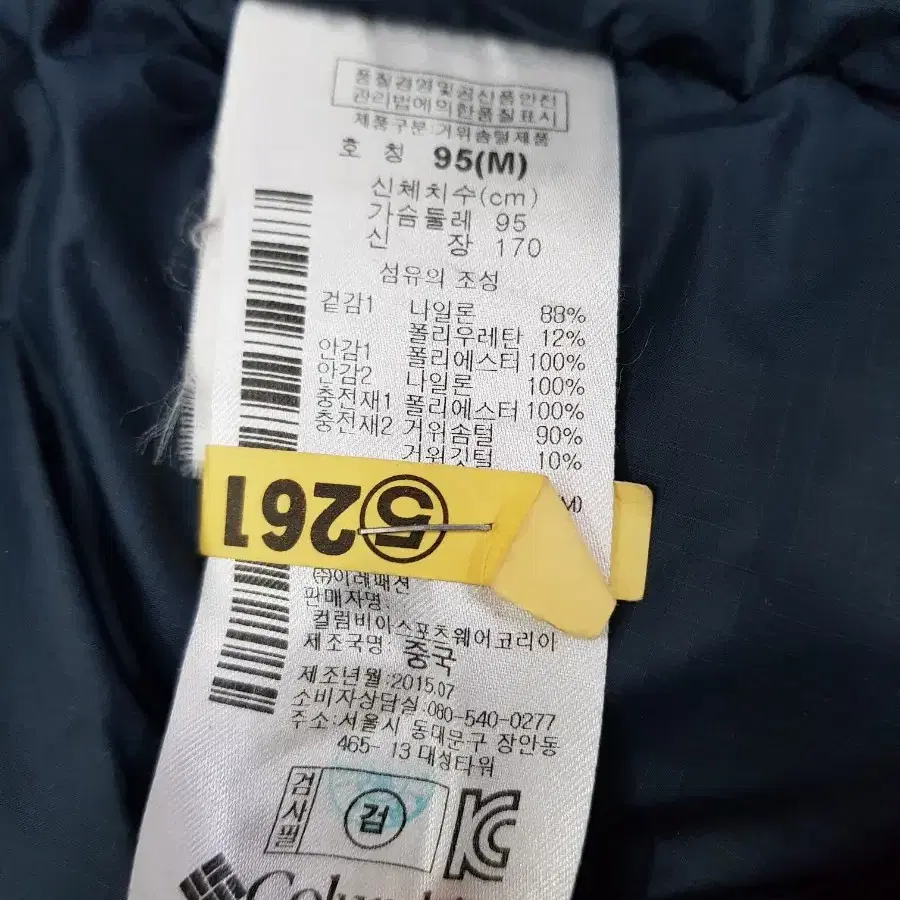 품질경영및공산품안전
관리법에의한품질표시
제품구분:거위솜털제품
호 칭 95(M)
신체치수(cm)
가슴둘레 95
신 장 170
섬유의 조성
겉감1 나일론 88%
폴리우레탄 12%
안감1 폴리에스터 100%
안감2 나일론 100%
충전재1 폴리에스터 100%
충전재2 거위솜털 90%
거위깃털 10%
M)
⑤261
㈜이레패션
판매자명:
컬럼비아스포츠웨어코리아
제조국명: 중국
제조년월:2015.07
소비자상담실:080-540-0277
주소:서울시 동대문구 장안동
465-13 대성타워
검사필
검
KC